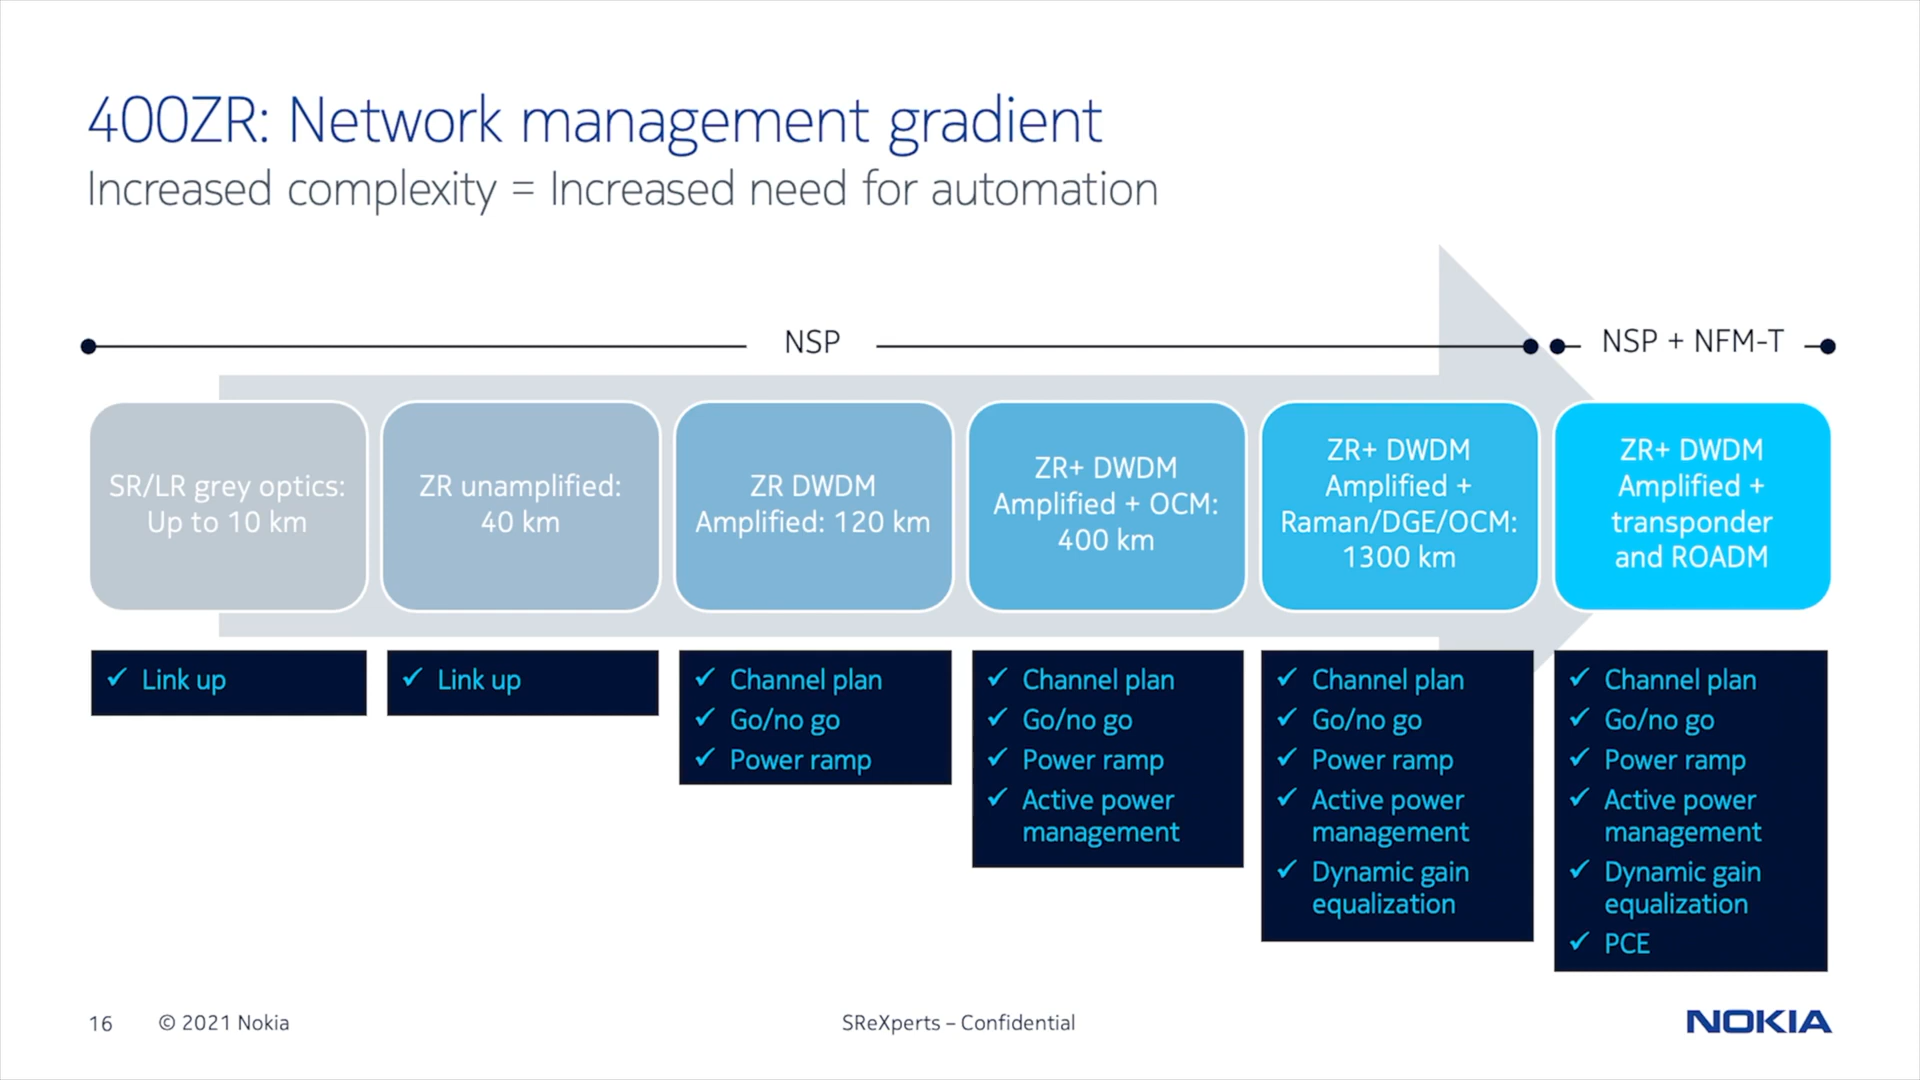 400ZR: Network management gradient
Increased complexity = Increased need for automation
NSP
NSP + NFM-T
SR/LR grey optics:
Up to 10 km
ZR unamplified:
40 km
ZR DWDM
Amplified: 120 km
ZR+ DWDM
Amplified + OCM:
400 km
ZR+ DWDM
Amplified +
Raman/DGE/OCM:
1300 km
ZR+ DWDM
Amplified +
transponder
and ROADM
✓ Link up
✓ Link up
✓ Channel plan
✓ Go/no go
✓ Power ramp
✓ Channel plan
✓ Go/no go
✓ Power ramp
✓ Active power
management
✓ Channel plan
✓ Go/no go
✓ Power ramp
✓ Active power
management
✓ Dynamic gain
equalization
✓ Channel plan
✓ Go/no go
✓ Power ramp
✓ Active power
management
✓ Dynamic gain
equalization
✓ PCE
16
© 2021 Nokia
SReXperts – Confidential
NOKIA